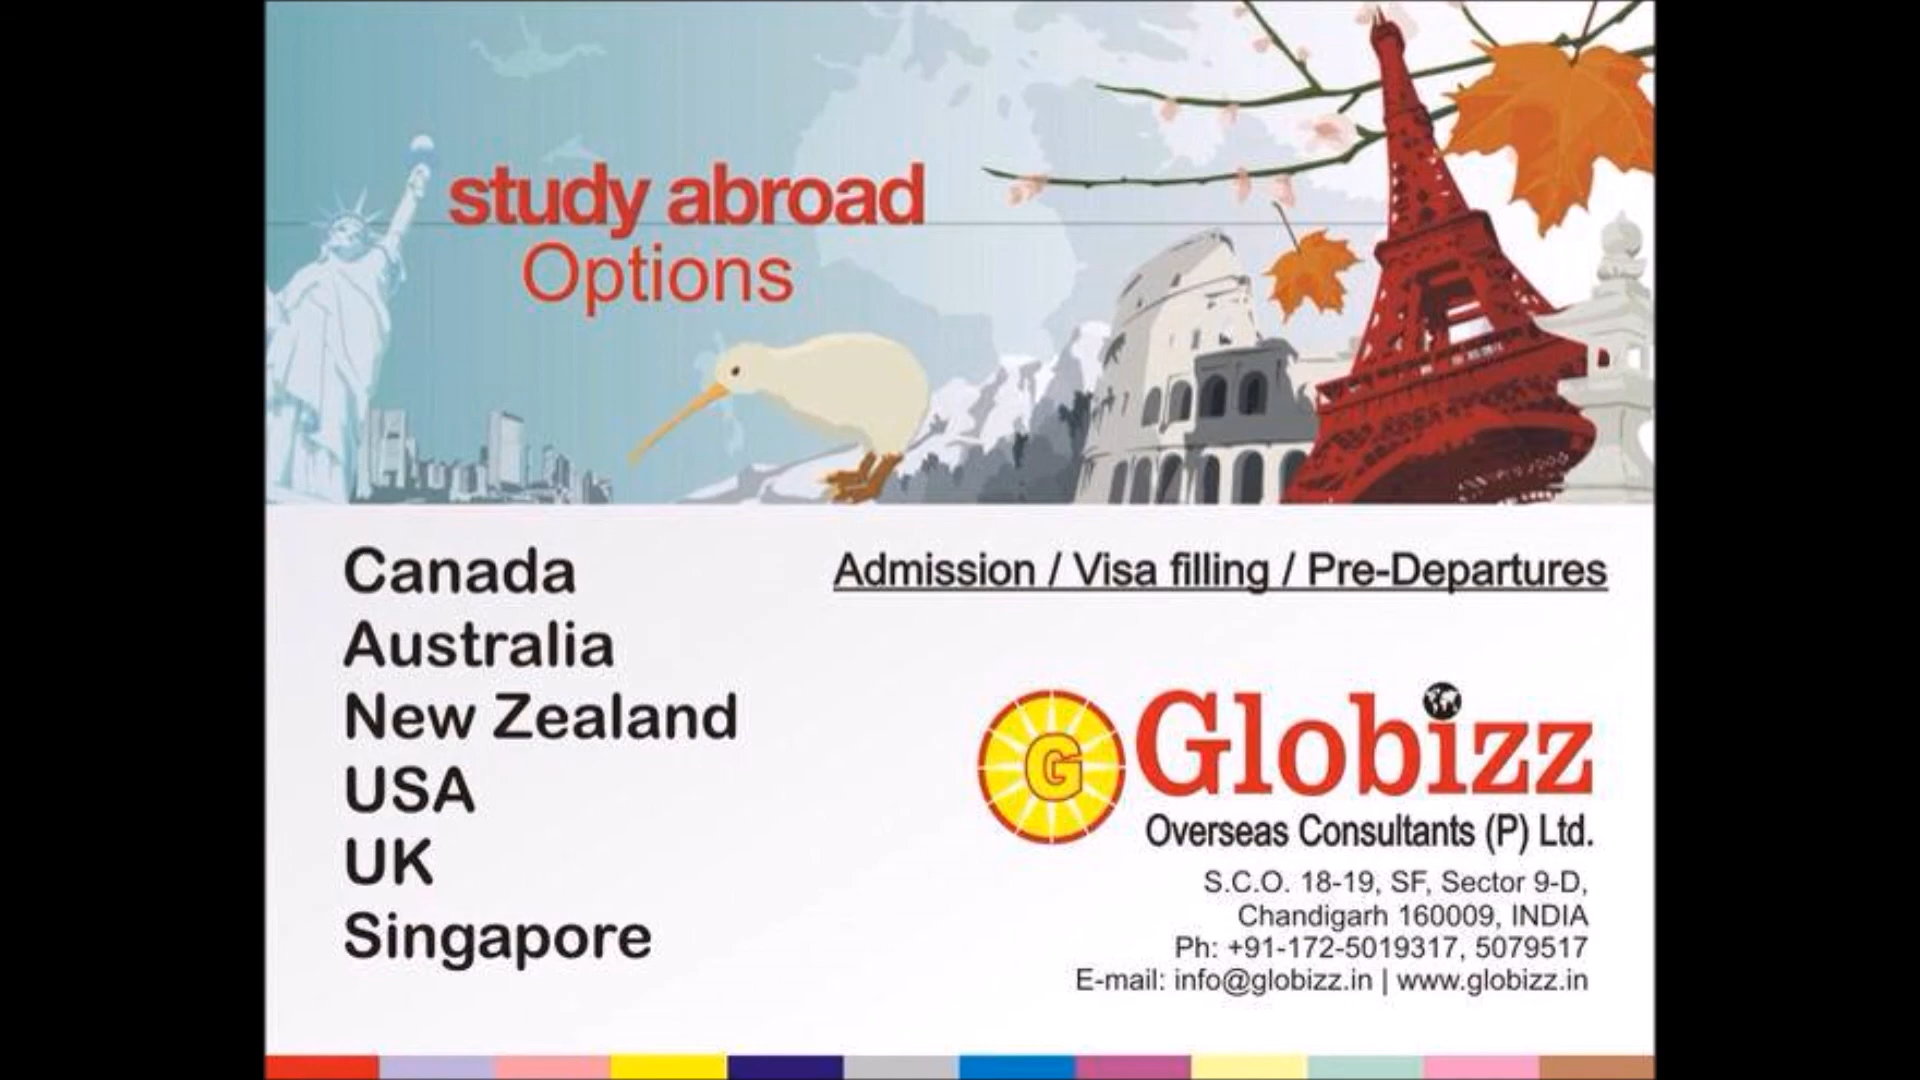 study abroad
Options
Canada
Australia
New Zealand
USA
UK
Singapore
Admission / Visa filling / Pre-Departures
G Globizz
Overseas Consultants (P) Ltd.
S.C.O. 18-19, SF, Sector 9-D,
Chandigarh 160009, INDIA
Ph: +91-172-5019317, 5079517
E-mail: info@globizz.in | www.globizz.in